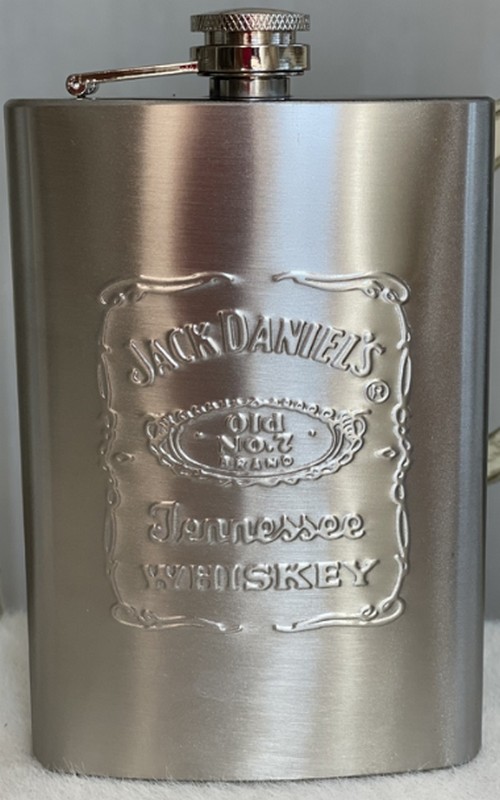 JACK DANIEL'S
®
Old
NO.7
BRAND
Tennessee
WHISKEY